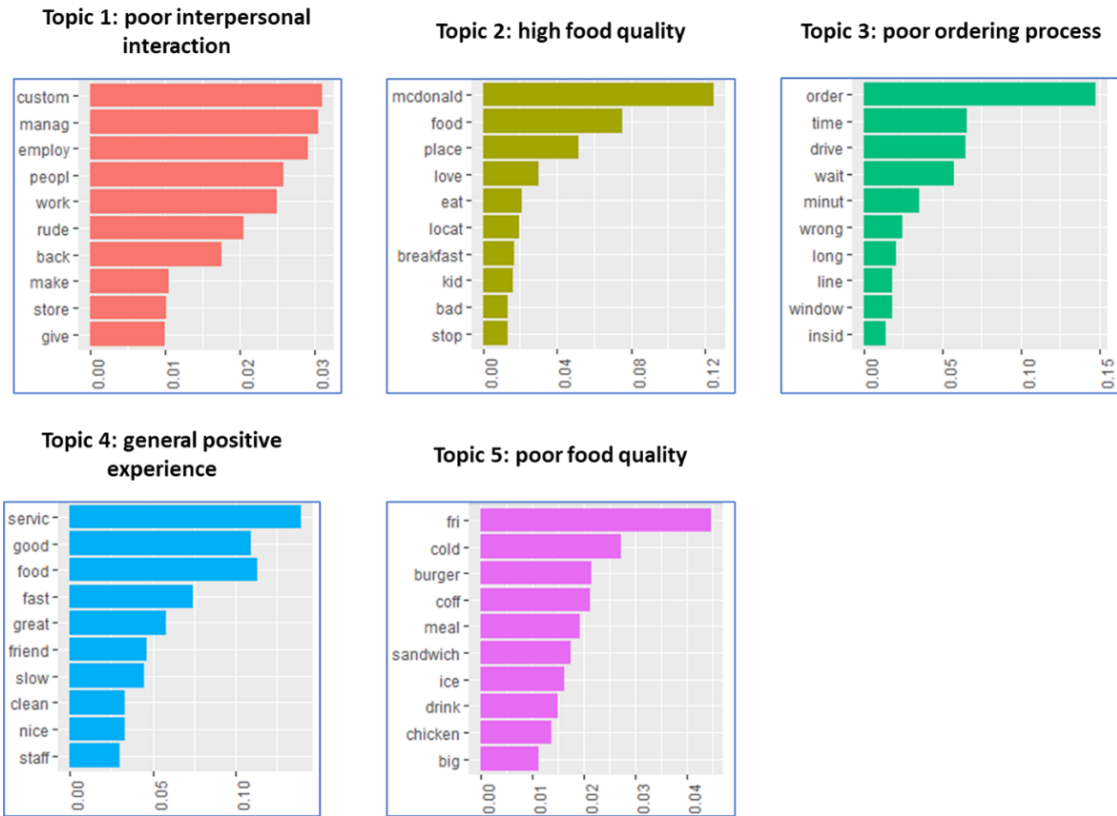 Topic 1: poor interpersonal
interaction
custom
manag
employ
peopl
work
rude
back
make
store
give
0.00
0.01
0.02
0.03
Topic 2: high food quality
mcdonald
food
place
love
eat
locat
breakfast
kid
bad
stop
0.00
0.04
0.08
0.12
Topic 3: poor ordering process
order
time
drive
wait
minut
wrong
long
line
window
insid
0.00
0.05
0.10
0.15
Topic 4: general positive
experience
servic
good
food
fast
great
friend
slow
clean
nice
staff
0.00
0.05
0.10
Topic 5: poor food quality
fri
cold
burger
coff
meal
sandwich
ice
drink
chicken
big
0.00
0.01
0.02
0.03
0.04